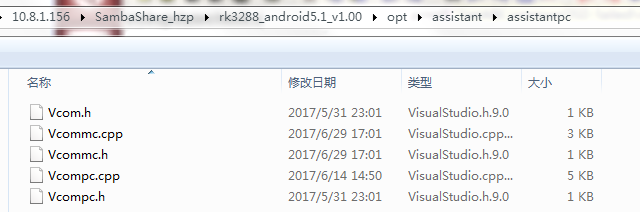 10.8.1.156 ▸ SambaShare_hzp ▸ rk3288_android5.1_v1.00 ▸ opt ▸ assistant ▸ assistantpc
名称 修改日期 类型 大小
Vcom.h 2017/5/31 23:01 VisualStudio.h.9.0 1 KB
Vcommc.cpp 2017/6/29 17:01 VisualStudio.cpp... 3 KB
Vcommc.h 2017/6/29 17:01 VisualStudio.h.9.0 1 KB
Vcompc.cpp 2017/6/14 14:50 VisualStudio.cpp... 5 KB
Vcompc.h 2017/5/31 23:01 VisualStudio.h.9.0 1 KB